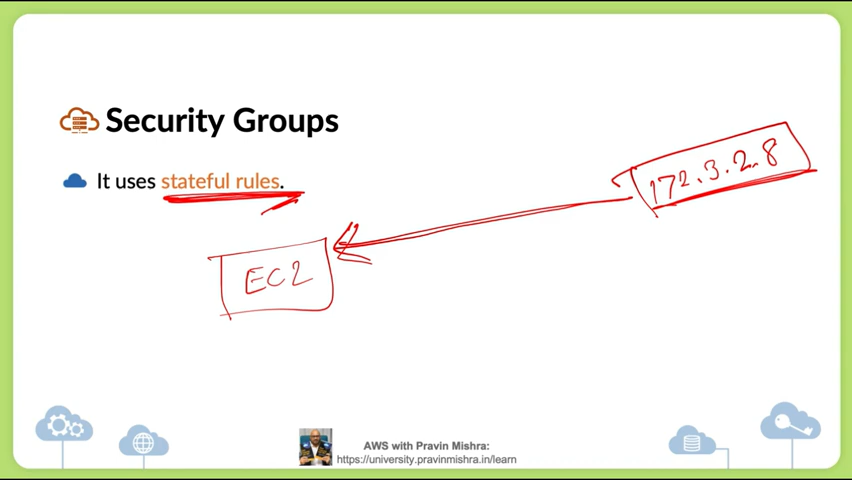 Security Groups
It uses stateful rules.
172.3.2.8
EC2
AWS with Pravin Mishra:
https://university.pravinmishra.in/learn